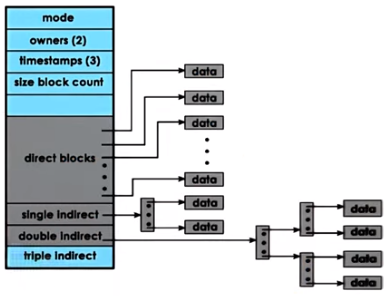 mode
owners (2)
timestamps (3)
size block count
direct blocks
single indirect
double indirect
triple indirect
data
data
data
data
data
data
data
data
data
data